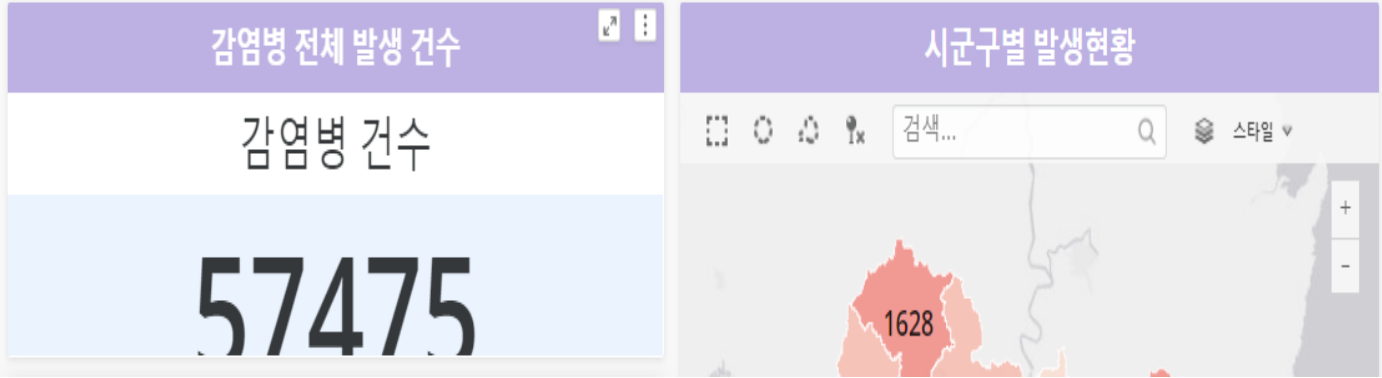 감염병 전체 발생 건수
감염병 건수
57475
시군구별 발생현황
검색...
스타일
1628